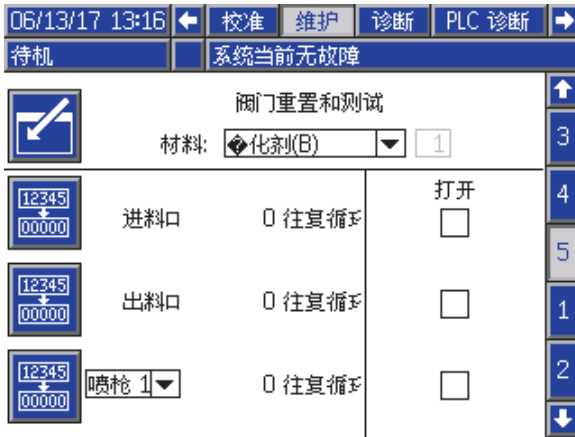 06/13/17 13:16 校准 维护 诊断 PLC 诊断
待机 系统当前无故障
阀门重置和测试
材料: �化剂(B) 1
打开
12345 00000 进料口 0 往复循环
12345 00000 出料口 0 往复循环
12345 00000 喷枪 1 0 往复循环
3
4
5
1
2